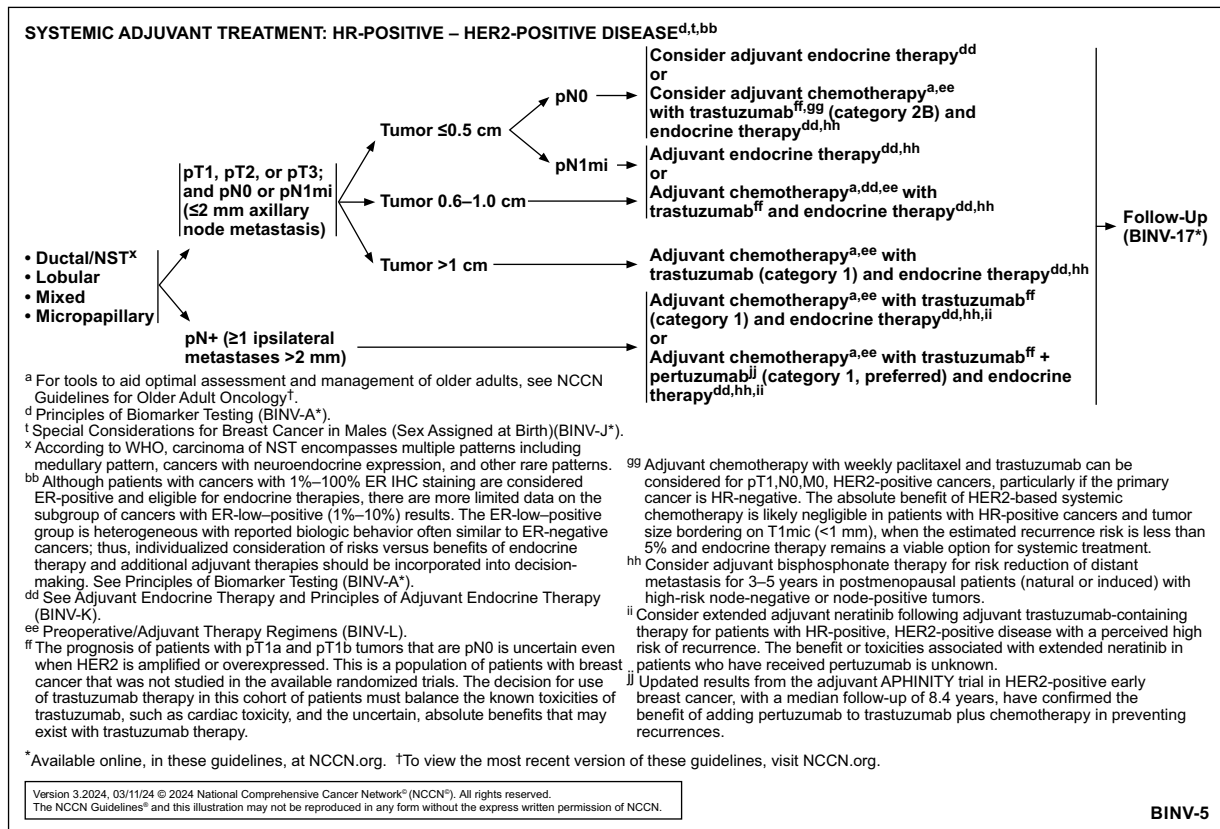 SYSTEMIC ADJUVANT TREATMENT: HR-POSITIVE – HER2-POSITIVE DISEASEd,t,bb
• Ductal/NSTx
• Lobular
• Mixed
• Micropapillary
pT1, pT2, or pT3;
and pN0 or pN1mi
(≤2 mm axillary
node metastasis)
Tumor ≤0.5 cm
pN0
Consider adjuvant endocrine therapydd
or
Consider adjuvant chemotherapya,ee
with trastuzumabff,gg (category 2B) and
endocrine therapydd,hh
pN1mi
Adjuvant endocrine therapydd,hh
or
Adjuvant chemotherapya,dd,ee with
trastuzumabff and endocrine therapydd,hh
Tumor 0.6–1.0 cm
Tumor >1 cm
Adjuvant chemotherapya,ee with
trastuzumab (category 1) and endocrine therapydd,hh
pN+ (≥1 ipsilateral
metastases >2 mm)
Adjuvant chemotherapya,ee with trastuzumabff
(category 1) and endocrine therapydd,hh,ii
or
Adjuvant chemotherapya,ee with trastuzumabff +
pertuzumabjj (category 1, preferred) and endocrine
therapydd,hh,ii
Follow-Up
(BINV-17*)
a For tools to aid optimal assessment and management of older adults, see NCCN
Guidelines for Older Adult Oncology†.
d Principles of Biomarker Testing (BINV-A*).
t Special Considerations for Breast Cancer in Males (Sex Assigned at Birth)(BINV-J*).
x According to WHO, carcinoma of NST encompasses multiple patterns including
medullary pattern, cancers with neuroendocrine expression, and other rare patterns.
bb Although patients with cancers with 1%–100% ER IHC staining are considered
ER-positive and eligible for endocrine therapies, there are more limited data on the
subgroup of cancers with ER-low–positive (1%–10%) results. The ER-low–positive
group is heterogeneous with reported biologic behavior often similar to ER-negative
cancers; thus, individualized consideration of risks versus benefits of endocrine
therapy and additional adjuvant therapies should be incorporated into decision-
making. See Principles of Biomarker Testing (BINV-A*).
dd See Adjuvant Endocrine Therapy and Principles of Adjuvant Endocrine Therapy
(BINV-K).
ee Preoperative/Adjuvant Therapy Regimens (BINV-L).
ff The prognosis of patients with pT1a and pT1b tumors that are pN0 is uncertain even
when HER2 is amplified or overexpressed. This is a population of patients with breast
cancer that was not studied in the available randomized trials. The decision for use
of trastuzumab therapy in this cohort of patients must balance the known toxicities of
trastuzumab, such as cardiac toxicity, and the uncertain, absolute benefits that may
exist with trastuzumab therapy.
gg Adjuvant chemotherapy with weekly paclitaxel and trastuzumab can be
considered for pT1,N0,M0, HER2-positive cancers, particularly if the primary
cancer is HR-negative. The absolute benefit of HER2-based systemic
chemotherapy is likely negligible in patients with HR-positive cancers and tumor
size bordering on T1mic (<1 mm), when the estimated recurrence risk is less than
5% and endocrine therapy remains a viable option for systemic treatment.
hh Consider adjuvant bisphosphonate therapy for risk reduction of distant
metastasis for 3–5 years in postmenopausal patients (natural or induced) with
high-risk node-negative or node-positive tumors.
ii Consider extended adjuvant neratinib following adjuvant trastuzumab-containing
therapy for patients with HR-positive, HER2-positive disease with a perceived high
risk of recurrence. The benefit or toxicities associated with extended neratinib in
patients who have received pertuzumab is unknown.
jj Updated results from the adjuvant APHINITY trial in HER2-positive early
breast cancer, with a median follow-up of 8.4 years, have confirmed the
benefit of adding pertuzumab to trastuzumab plus chemotherapy in preventing
recurrences.
*Available online, in these guidelines, at NCCN.org. †To view the most recent version of these guidelines, visit NCCN.org.
Version 3.2024, 03/11/24 © 2024 National Comprehensive Cancer Network© (NCCN©). All rights reserved.
The NCCN Guidelines® and this illustration may not be reproduced in any form without the express written permission of NCCN.
BINV-5